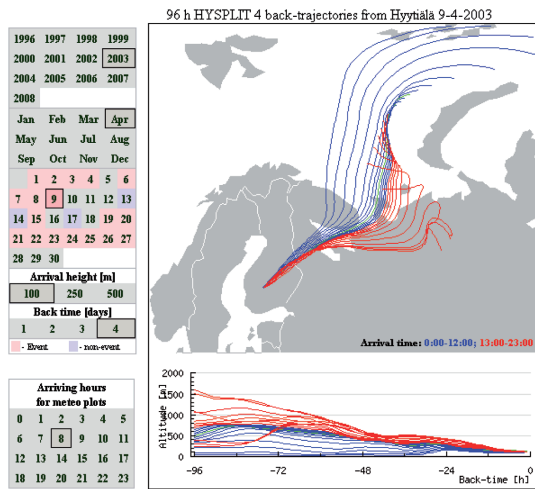 96 h HYSPLIT 4 back-trajectories from Hyytiälä 9-4-2003
1996 1997 1998 1999
2000 2001 2002 2003
2004 2005 2006 2007
2008
Jan Feb Mar Apr
May Jun Jul Aug
Sep Oct Nov Dec
1 2 3 4 5 6
7 8 9 10 11 12 13
14 15 16 17 18 19 20
21 22 23 24 25 26 27
28 29 30
Arrival height [m]
100 250 500
Back time [days]
1 2 3 4
- Event - non-event
Arriving hours
for meteo plots
0 1 2 3 4 5
6 7 8 9 10 11
12 13 14 15 16 17
18 19 20 21 22 23
Arrival time: 0:00-12:00; 13:00-23:00
Altitude [m]
2000
1500
1000
500
0
-96 -72 -48 -24 0
Back-time [h]